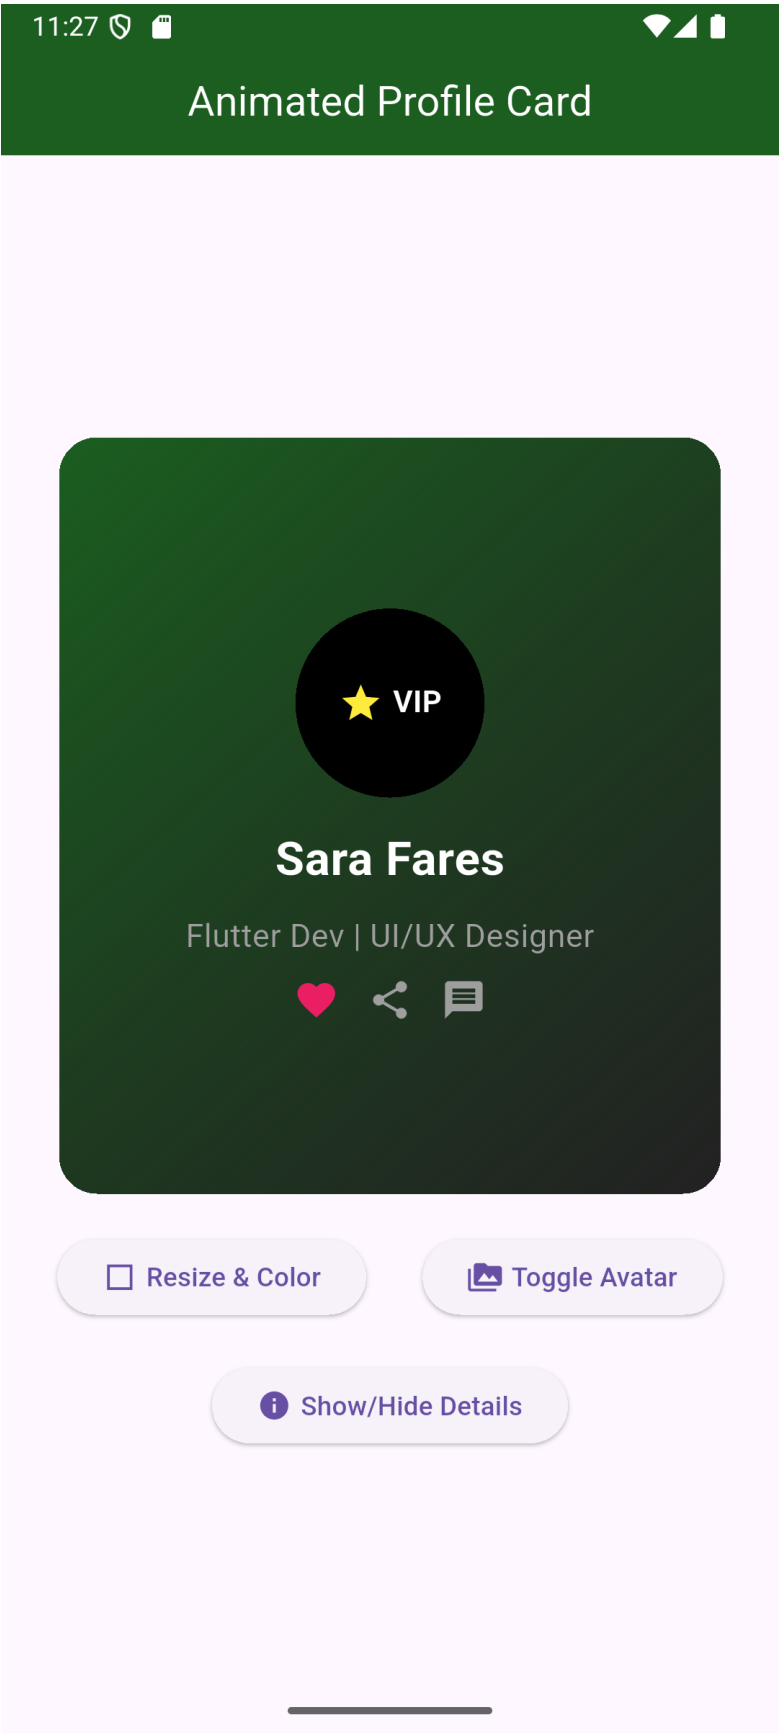 11:27
Animated Profile Card
VIP
Sara Fares
Flutter Dev | UI/UX Designer
Resize & Color
Toggle Avatar
Show/Hide Details